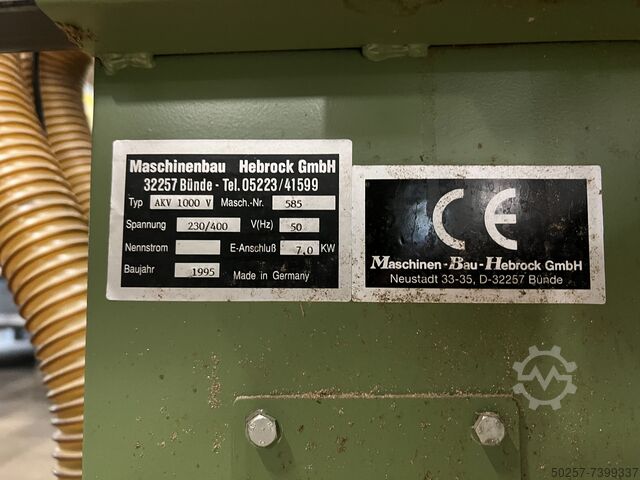 Maschinenbau Hebrock GmbH
32257 Bünde - Tel. 05223/41599
Typ AKV 1000 V Masch.-Nr. 585
Spannung 230/400 V(Hz) 50
Nennstrom E-Anschluß 7,0 KW
Baujahr 1995 Made in Germany
CE
Maschinen-Bau-Hebrock GmbH
Neustadt 33-35, D-32257 Bünde
50257-7399337